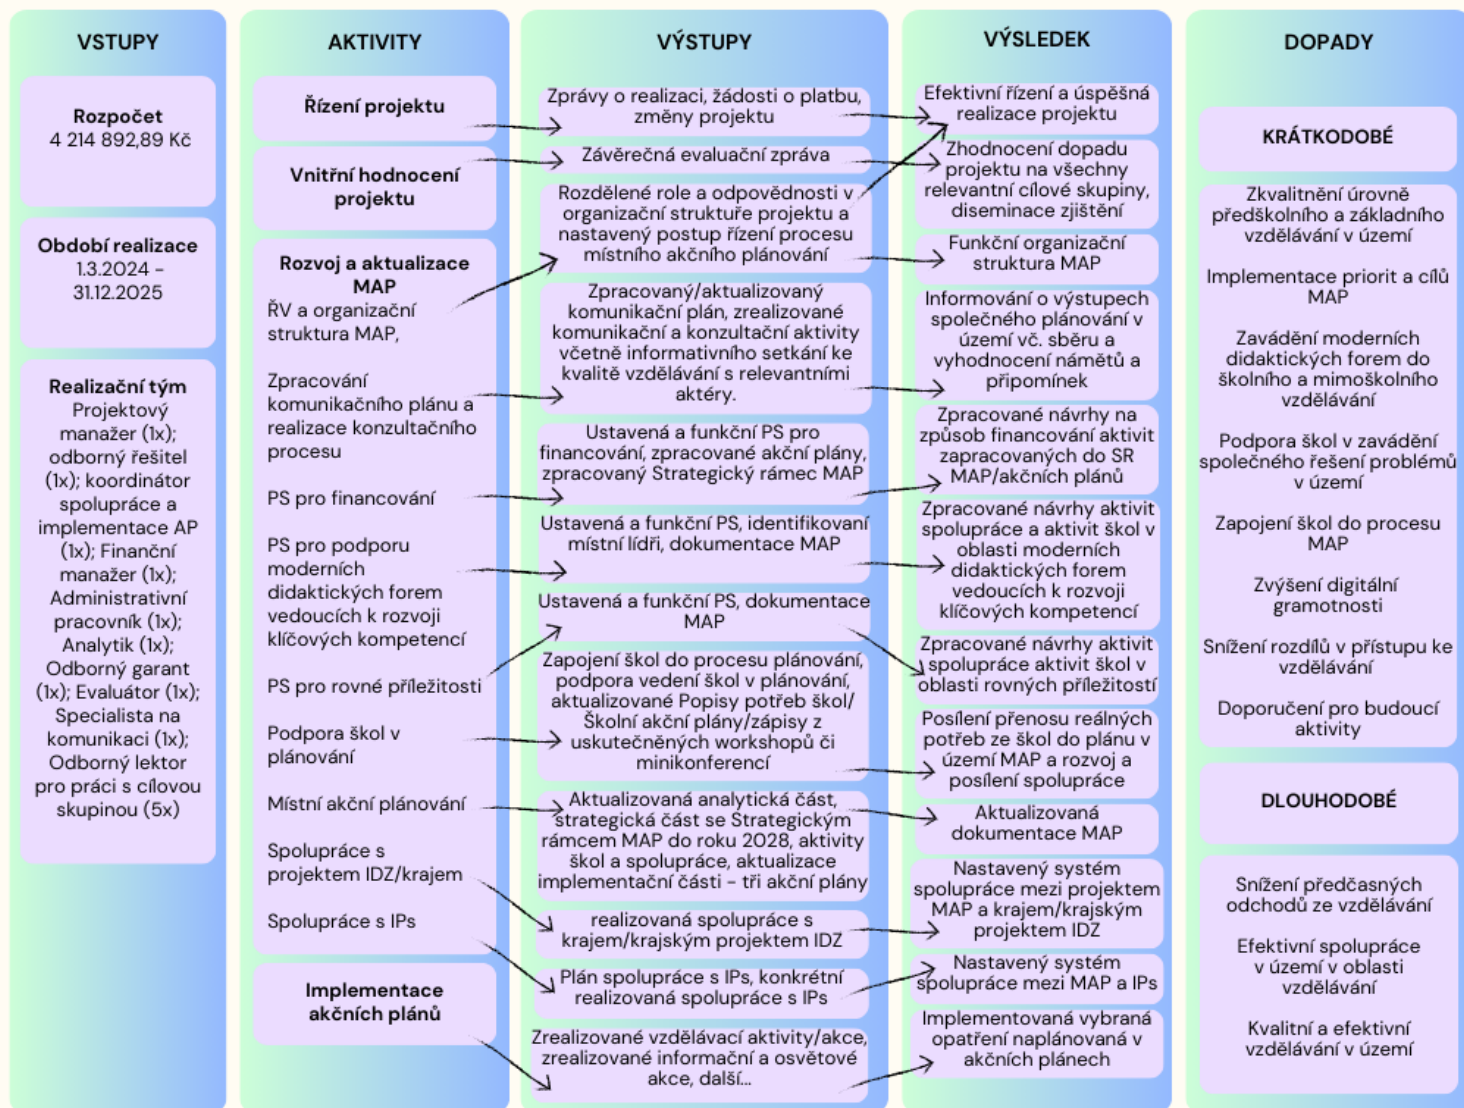 VSTUPY
Rozpočet
4 214 892,89 Kč
Období realizace
1.3.2024 –
31.12.2025
Realizační tým
Projektový
manažer (1x);
odborný řešitel
(1x); koordinátor
spolupráce a
implementace AP
(1x); Finanční
manažer (1x);
Administrativní
pracovník (1x);
Analytik (1x);
Odborný garant
(1x); Evaluátor (1x);
Specialista na
komunikaci (1x);
Odborný lektor
pro práci s cílovou
skupinou (5x)
AKTIVITY
Řízení projektu
Vnitřní hodnocení
projektu
Rozvoj a aktualizace
MAP
ŘV a organizační
struktura MAP,
Zpracování
komunikačního plánu a
realizace konzultačního
procesu
PS pro financování
PS pro podporu
moderních
didaktických forem
vedoucích k rozvoji
klíčových kompetencí
PS pro rovné příležitosti
Podpora škol v
plánování
Místní akční plánování
Spolupráce s
projektem IDZ/krajem
Spolupráce s IPs
Implementace
akčních plánů
VÝSTUPY
Zprávy o realizaci, žádosti o platbu,
změny projektu
Závěrečná evaluační zpráva
Rozdělené role a odpovědnosti v
organizační struktuře projektu a
nastavený postup řízení procesu
místního akčního plánování
Zpracovaný/aktualizovaný
komunikační plán, zrealizované
komunikační a konzultační aktivity
včetně informativního setkání ke
kvalitě vzdělávání s relevantními
aktéry.
Ustavená a funkční PS pro
financování, zpracované akční plány,
zpracovaný Strategický rámec MAP
Ustavená a funkční PS, identifikovaní
místní lídři, dokumentace MAP
Ustavená a funkční PS, dokumentace
MAP
Zapojení škol do procesu plánování,
podpora vedení škol v plánování,
aktualizované Popisy potřeb škol/
Školní akční plány/zápisy z
uskutečněných workshopů či
minikonferencí
Aktualizovaná analytická část,
strategická část se Strategickým
rámcem MAP do roku 2028, aktivity
škol a spolupráce, aktualizace
implementační části – tři akční plány
realizovaná spolupráce s
krajem/krajským projektem IDZ
Plán spolupráce s IPs, konkrétní
realizovaná spolupráce s IPs
Zrealizované vzdělávací aktivity/akce,
zrealizované informační a osvětové
akce, další...
VÝSLEDEK
Efektivní řízení a úspěšná
realizace projektu
Zhodnocení dopadu
projektu na všechny
relevantní cílové skupiny,
diseminace zjištění
Funkční organizační
struktura MAP
Informování o výstupech
společného plánování v
území vč. sběru a
vyhodnocení námětů a
připomínek
Zpracované návrhy na
způsob financování aktivit
zapracovaných do SR
MAP/akčních plánů
Zpracované návrhy aktivit
spolupráce a aktivit škol v
oblasti moderních
didaktických forem
vedoucích k rozvoji
klíčových kompetencí
Zpracované návrhy aktivit
spolupráce aktivit škol v
oblasti rovných příležitostí
Posílení přenosu reálných
potřeb ze škol do plánu v
území MAP a rozvoj a
posílení spolupráce
Aktualizovaná
dokumentace MAP
Nastavený systém
spolupráce mezi projektem
MAP a krajem/krajským
projektem IDZ
Nastavený systém
spolupráce mezi MAP a IPs
Implementovaná vybraná
opatření naplánovaná v
akčních plánech
DOPADY
KRÁTKODOBÉ
Zkvalitnění úrovně
předškolního a základního
vzdělávání v území
Implementace priorit a cílů
MAP
Zavádění moderních
didaktických forem do
školního a mimoškolního
vzdělávání
Podpora škol v zavádění
společného řešení problémů
v území
Zapojení škol do procesu
MAP
Zvýšení digitální
gramotnosti
Snížení rozdílů v přístupu ke
vzdělávání
Doporučení pro budoucí
aktivity
DLOUHODOBÉ
Snížení předčasných
odchodů ze vzdělávání
Efektivní spolupráce
v území v oblasti
vzdělávání
Kvalitní a efektivní
vzdělávání v území